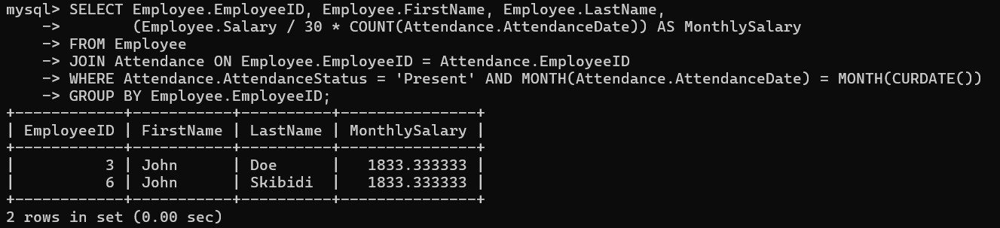 mysql> SELECT Employee.EmployeeID, Employee.FirstName, Employee.LastName,
    ->        (Employee.Salary / 30 * COUNT(Attendance.AttendanceDate)) AS MonthlySalary
    -> FROM Employee
    -> JOIN Attendance ON Employee.EmployeeID = Attendance.EmployeeID
    -> WHERE Attendance.AttendanceStatus = 'Present' AND MONTH(Attendance.AttendanceDate) = MONTH(CURDATE())
    -> GROUP BY Employee.EmployeeID;
+------------+-----------+----------+---------------+
| EmployeeID | FirstName | LastName | MonthlySalary |
+------------+-----------+----------+---------------+
|          3 | John      | Doe      |   1833.333333 |
|          6 | John      | Skibidi  |   1833.333333 |
+------------+-----------+----------+---------------+
2 rows in set (0.00 sec)